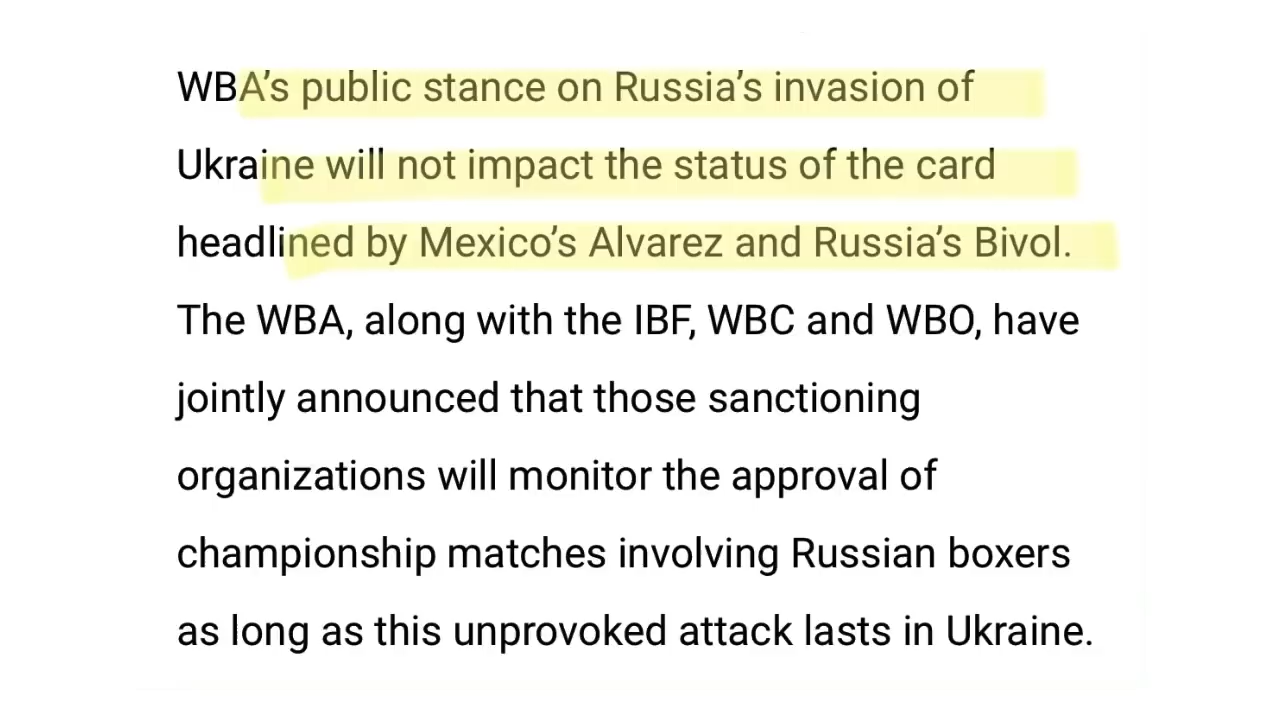 WBA’s public stance on Russia’s invasion of
Ukraine will not impact the status of the card
headlined by Mexico’s Alvarez and Russia’s Bivol.
The WBA, along with the IBF, WBC and WBO, have
jointly announced that those sanctioning
organizations will monitor the approval of
championship matches involving Russian boxers
as long as this unprovoked attack lasts in Ukraine.